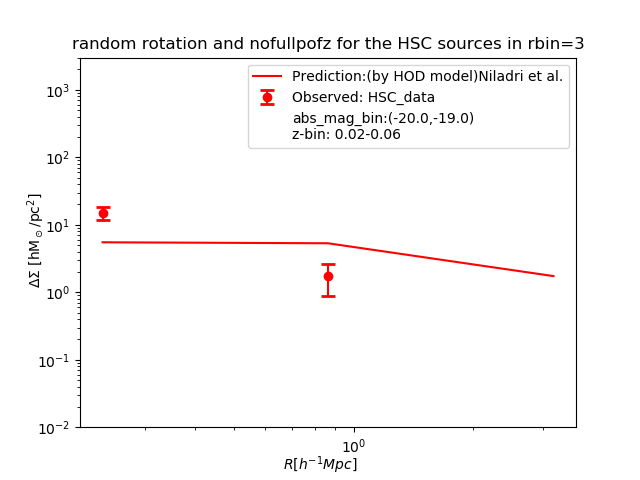 random rotation and nofullpofz for the HSC sources in rbin=3
Prediction:(by HOD model)Niladri et al.
Observed: HSC_data
abs_mag_bin:(-20.0,-19.0)
z-bin: 0.02-0.06
10³
10²
10¹
10⁰
10⁻¹
10⁻²
ΔΣ [hM⊙/pc²]
10⁰
R[h⁻¹Mpc]